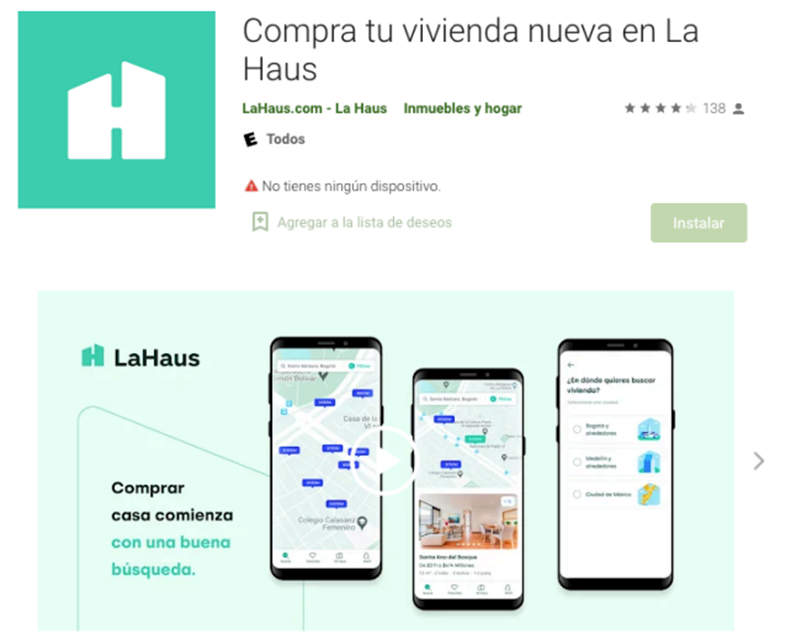 Compra tu vivienda nueva en La
Haus
LaHaus.com - La Haus Inmuebles y hogar 138
E Todos
No tienes ningún dispositivo.
Agregar a la lista de deseos
Instalar
LaHaus
Comprar
casa comienza
con una buena
búsqueda.
Santa Bárbara, Bogotá Filtros
Simón Bolívar
Casa de la
Colegio Calasanz
Femenino
Santa Bárbara, Bogotá Filtros
Santa Ana del Bosque
¿En dónde quieres buscar
vivienda?
Selecciona una ciudad
Bogotá y
alrededores
Medellín y
alrededores
Ciudad de México